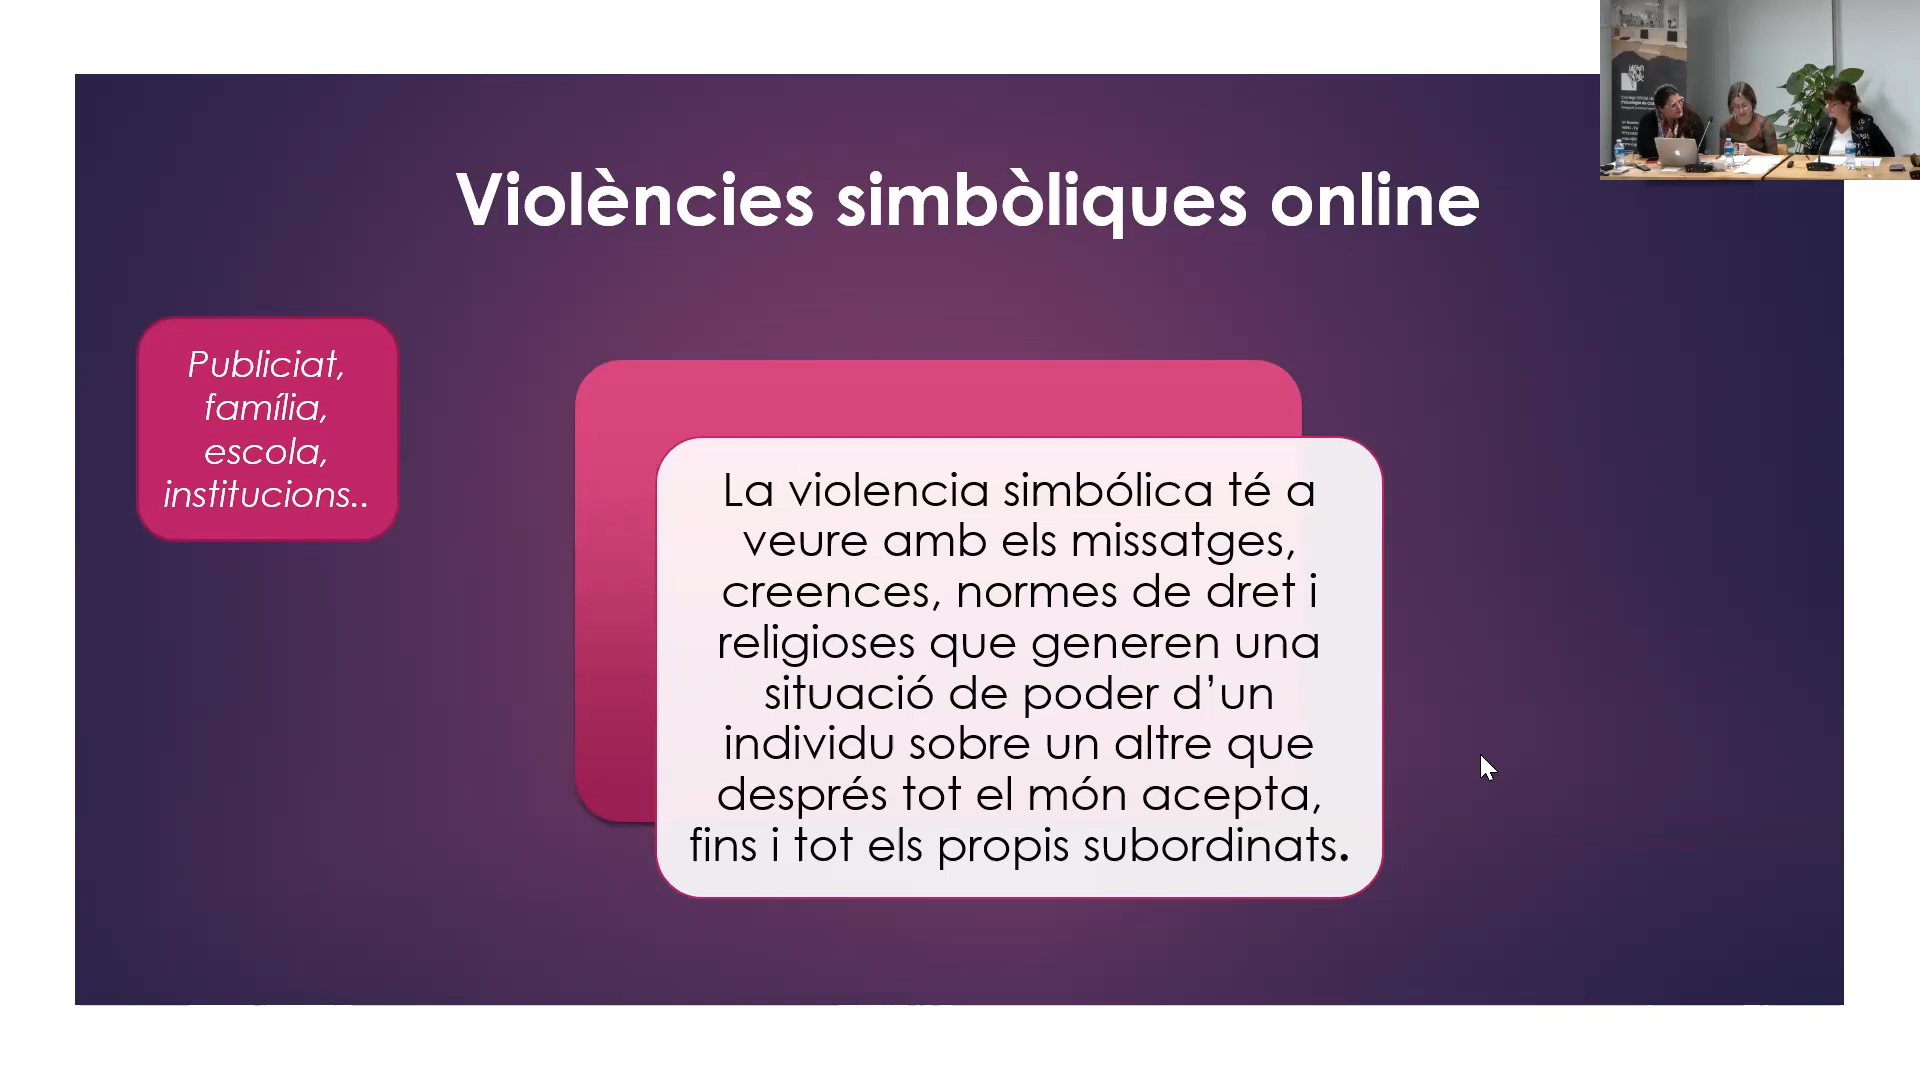 Violències simbòliques online
Publiciat,
família,
escola,
institucions..
La violencia simbólica té a
veure amb els missatges,
creences, normes de dret i
religioses que generen una
situació de poder d’un
individu sobre un altre que
després tot el món acepta,
fins i tot els propis subordinats.